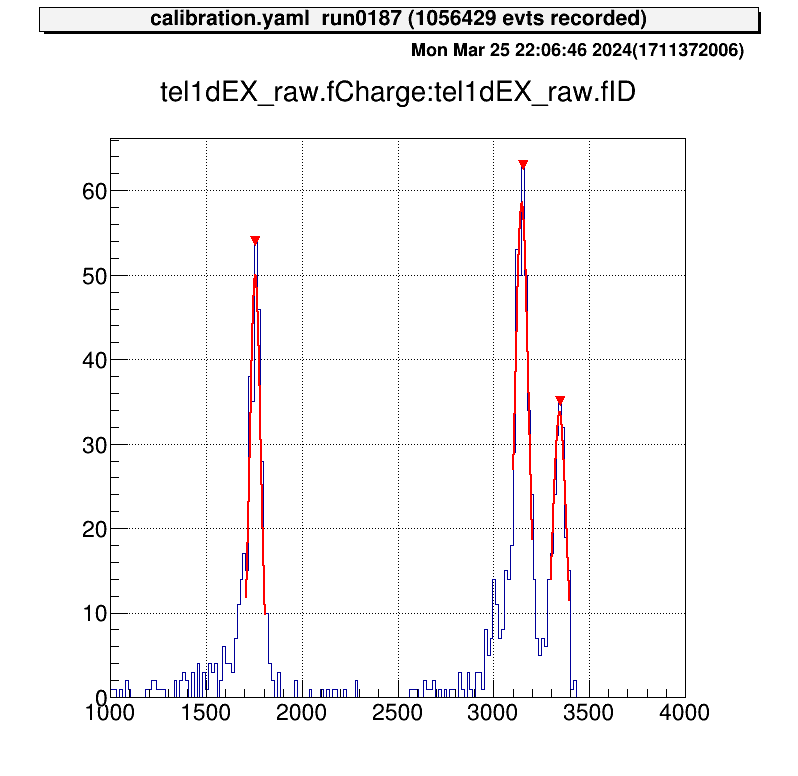 calibration.yaml run0187 (1056429 evts recorded)
Mon Mar 25 22:06:46 2024(1711372006)
tel1dEX_raw.fCharge:tel1dEX_raw.fID
60
50
40
30
20
10
0
1000 1500 2000 2500 3000 3500 4000